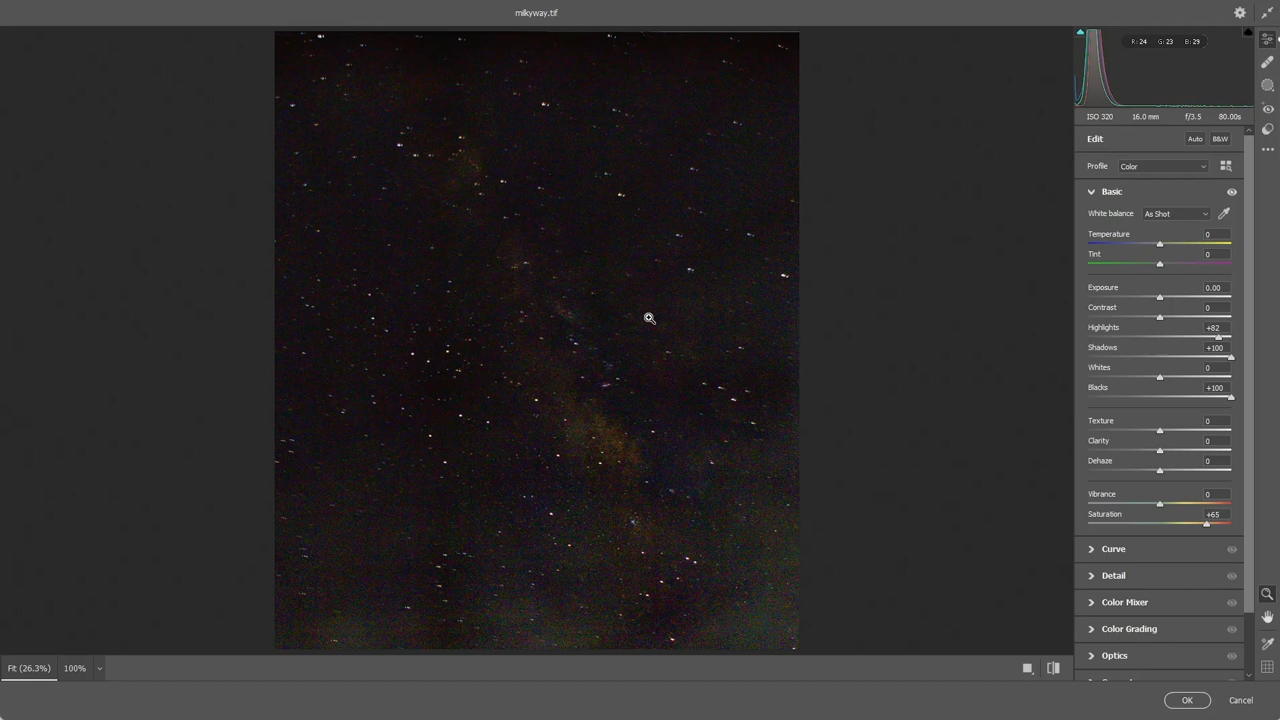 milkyway.tif
R: 24 G: 23 B: 29
ISO 320 16.0 mm f/3.5 80.00s
Edit Auto B&W
Profile Color
Basic
White balance As Shot
Temperature 0
Tint 0
Exposure 0.00
Contrast 0
Highlights +82
Shadows +100
Whites 0
Blacks +100
Texture 0
Clarity 0
Dehaze 0
Vibrance 0
Saturation +65
Curve
Detail
Color Mixer
Color Grading
Optics
Fit (26.3%) 100%
OK Cancel